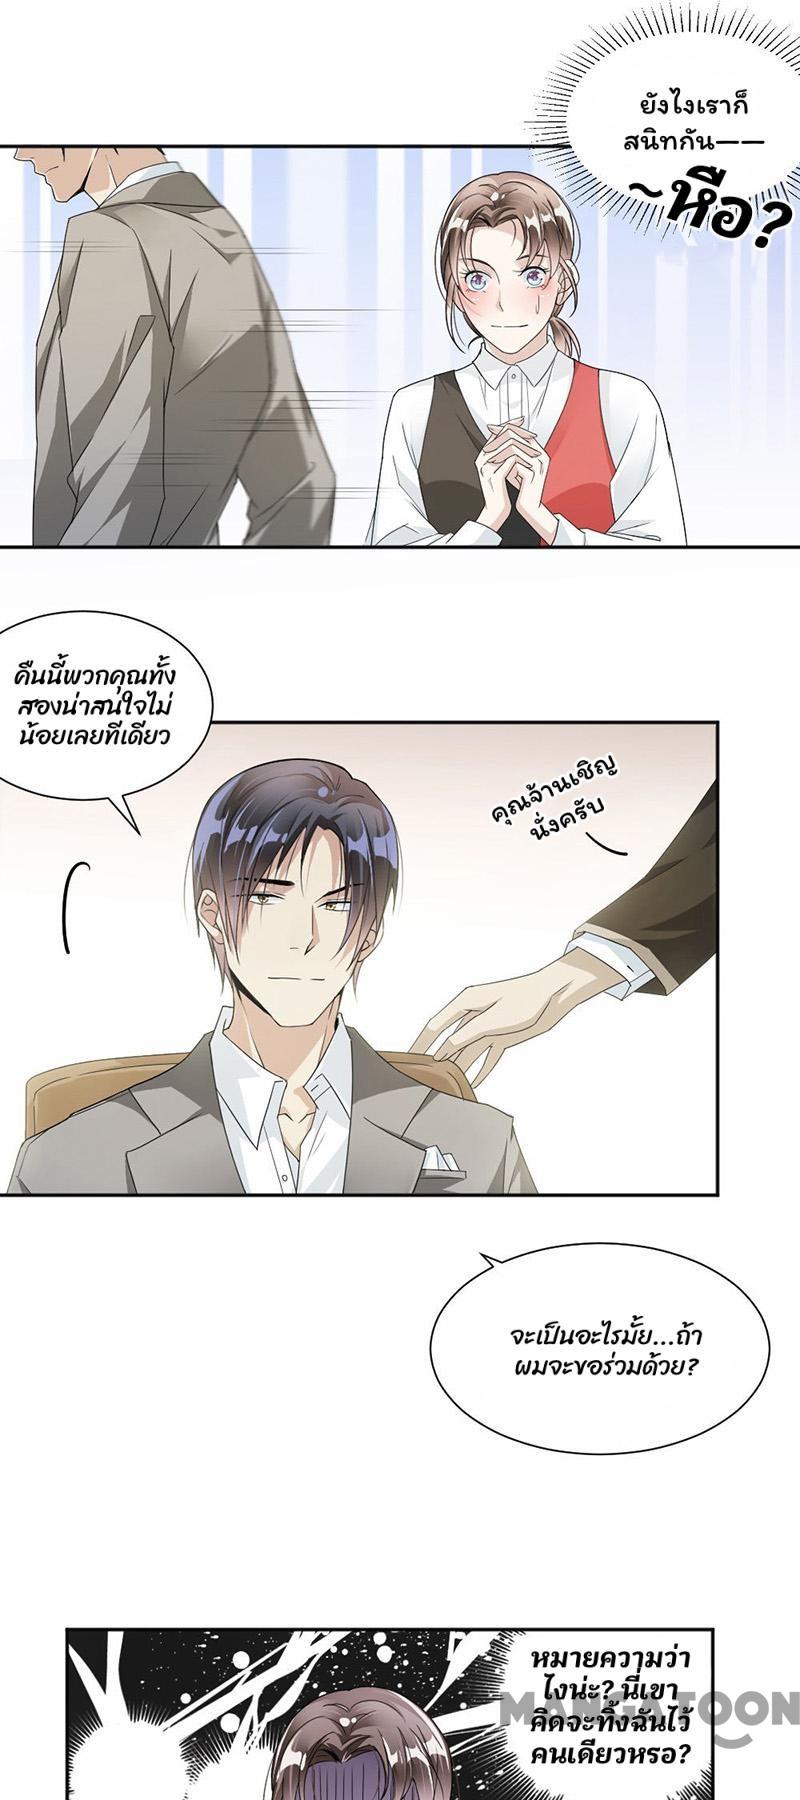 ยังไงเราก็
สนิทกัน——
~หือ?
คืนนี้พวกคุณทั้ง
สองน่าสนใจไม่
น้อยเลยทีเดียว
คุณจ้านเชิญ
นั่งครับ
จะเป็นอะไรมั้ย...ถ้า
ผมจะขอร่วมด้วย?
หมายความว่า
ไงน่ะ? นี่เขา
คิดจะทิ้งฉันไว้
คนเดียวหรอ?
MANGATOON